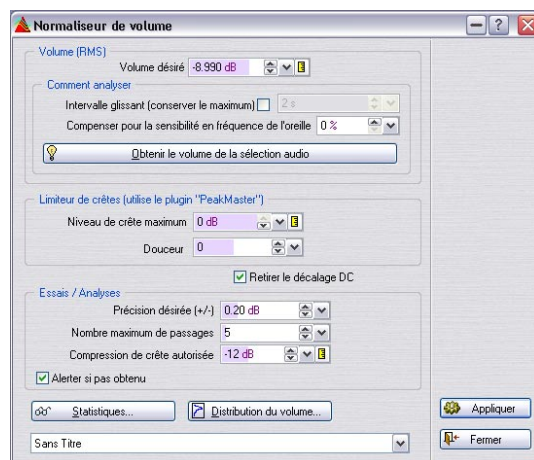 Normaliseur de volume
Volume (RMS)
Volume désiré -8.990 dB
Comment analyser
Intervalle glissant (conserver le maximum) 2 s
Compenser pour la sensibilité en fréquence de l'oreille 0 %
Obtenir le volume de la sélection audio
Limiteur de crêtes (utilise le plugin "PeakMaster")
Niveau de crête maximum 0 dB
Douceur 0
Retirer le décalage DC
Essais / Analyses
Précision désirée (+/-) 0.20 dB
Nombre maximum de passages 5
Compression de crête autorisée -12 dB
Alerter si pas obtenu
Statistiques... Distribution du volume... Appliquer
Sans Titre Fermer